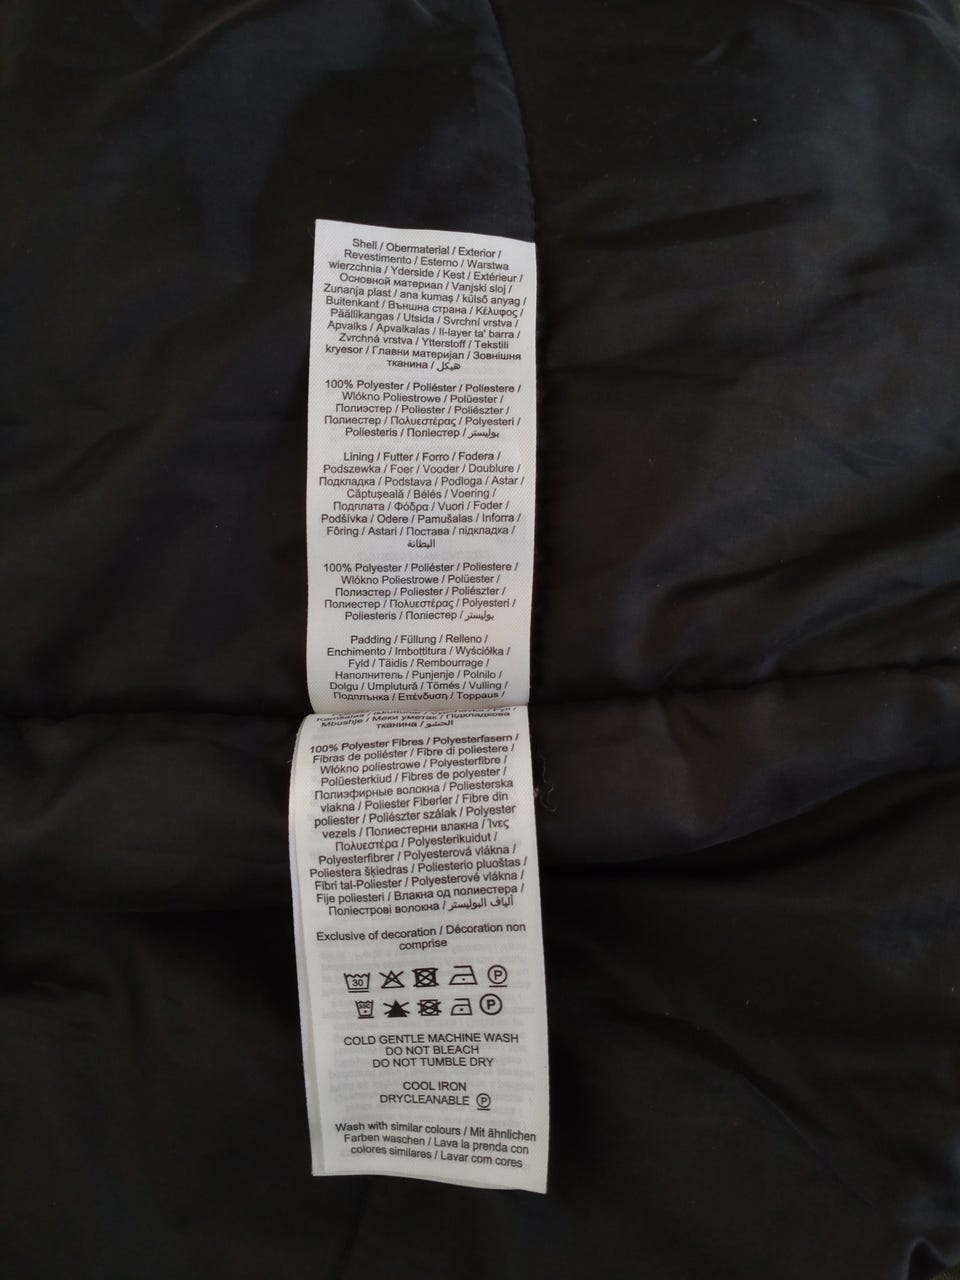 Shell / Obermaterial / Exterior /
Revestimento / Esterno / Warstwa
wierzchnia / Yderside / Kest / Extérieur /
Основной материал / Vanjski sloj /
Zunanja plast / ana kumaş / külső anyag /
Buitenkant / Външна страна / Κέλυφος /
Päällikangas / Utsida / Svrchní vrstva /
Apvalks / Apvalkalas / Il-layer ta' barra /
Zvrchná vrstva / Ytterstoff / Tekstili
kryesor / Главни материјал / Зовнішня
тканина / هيكل
100% Polyester / Poliéster / Poliestere /
Wlókno Poliestrowe / Polüester /
Полиэстер / Poliester / Poliészter /
Полиестер / Πολυεστέρας / Polyesteri /
Poliesteris / Поліестер / بوليستر
Lining / Futter / Forro / Fodera /
Podszewka / Foer / Vooder / Doublure /
Подкладка / Podstava / Podloga / Astar /
Căptușeală / Bélés / Voering /
Подплата / Φόδρα / Vuori / Foder /
Podšívka / Odere / Pamušalas / Inforra /
Fôring / Astari / Постава / підкладка /
البطانة
100% Polyester / Poliéster / Poliestere /
Wlókno Poliestrowe / Polüester /
Полиэстер / Poliester / Poliészter /
Полиестер / Πολυεστέρας / Polyesteri /
Poliesteris / Поліестер / بوليستر
Padding / Füllung / Relleno /
Enchimento / Imbottitura / Wyściółka /
Fyld / Täidis / Rembourrage /
Наполнитель / Punjenje / Polnilo /
Dolgu / Umplutură / Tömés / Vulling /
Подплънка / Επένδυση / Toppaus /
Mbushje / Меки уметак / Підкладкова
тканина / الحشو
100% Polyester Fibres / Polyesterfasern /
Fibras de poliéster / Fibre di poliestere /
Wlókno poliestrowe / Polyesterfibre /
Polüesterkiud / Fibres de polyester /
Полиэфирные волокна / Poliesterska
vlakna / Poliester Fiberler / Fibre din
poliester / Poliészter szálak / Polyester
vezels / Полиестерни влакна / Ίνες
Πολυεστέρα / Polyesterikuidut /
Polyesterfibrer / Polyesterová vlákna /
Poliestera šķiedras / Poliesterio pluoštas /
Fibri tal-Poliester / Polyesterové vlákna /
Fije poliesteri / Влакна од полиестера /
Поліестрові волокна / ألياف البوليستر
Exclusive of decoration / Décoration non
comprise
30 P
P
COLD GENTLE MACHINE WASH
DO NOT BLEACH
DO NOT TUMBLE DRY
COOL IRON
DRYCLEANABLE P
Wash with similar colours / Mit ähnlichen
Farben waschen / Lava la prenda con
colores similares / Lavar com cores